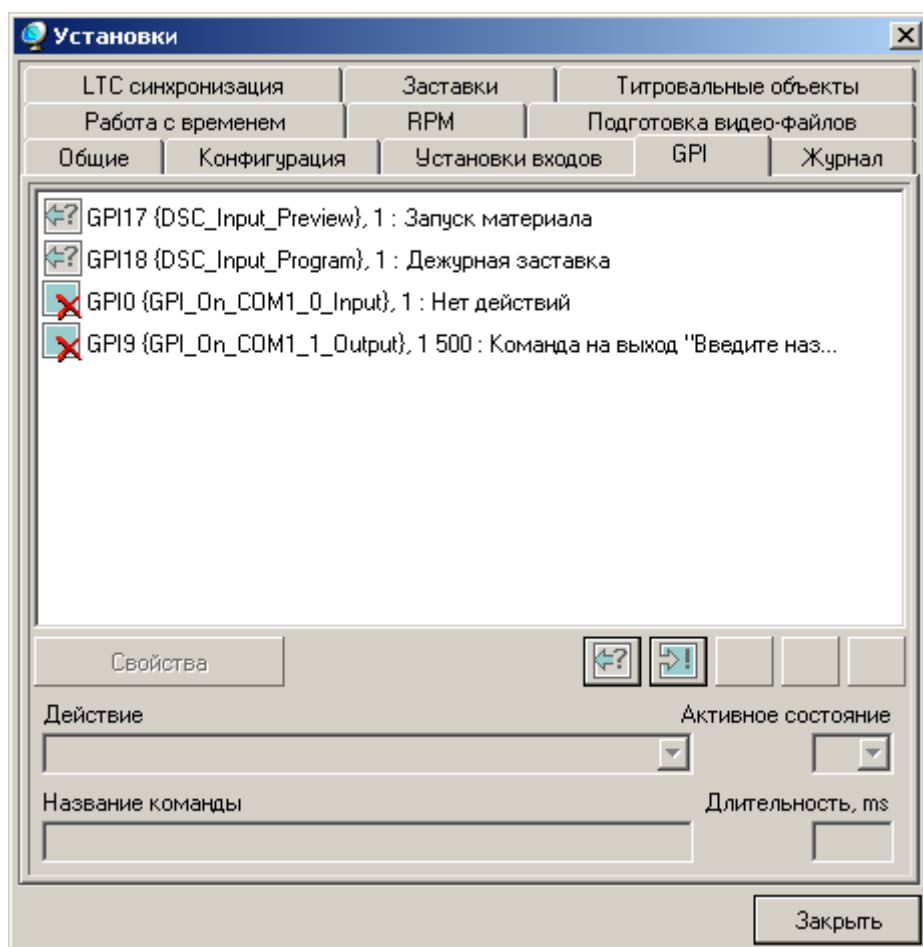 Установки
LTC синхронизация Заставки Титровальные объекты
Работа с временем RPM Подготовка видео-файлов
Общие Конфигурация Установки входов GPI Журнал
GPI17 {DSC_Input_Preview}, 1 : Запуск материала
GPI18 {DSC_Input_Program}, 1 : Дежурная заставка
GPI0 {GPI_On_COM1_0_Input}, 1 : Нет действий
GPI9 {GPI_On_COM1_1_Output}, 1 500 : Команда на выход "Введите наз...
Свойства
Действие Активное состояние
Название команды Длительность, ms
Закрыть